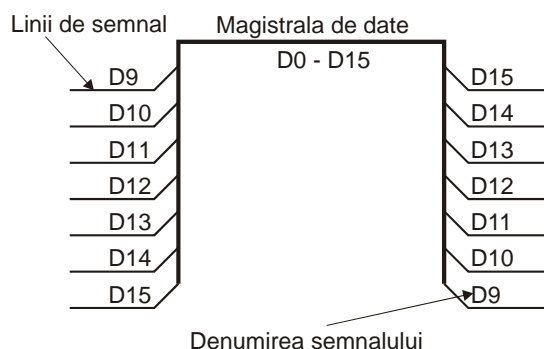 Linii de semnal
Magistrala de date
D0 - D15
D9
D10
D11
D12
D13
D14
D15
D15
D14
D13
D12
D11
D10
D9
Denumirea semnalului